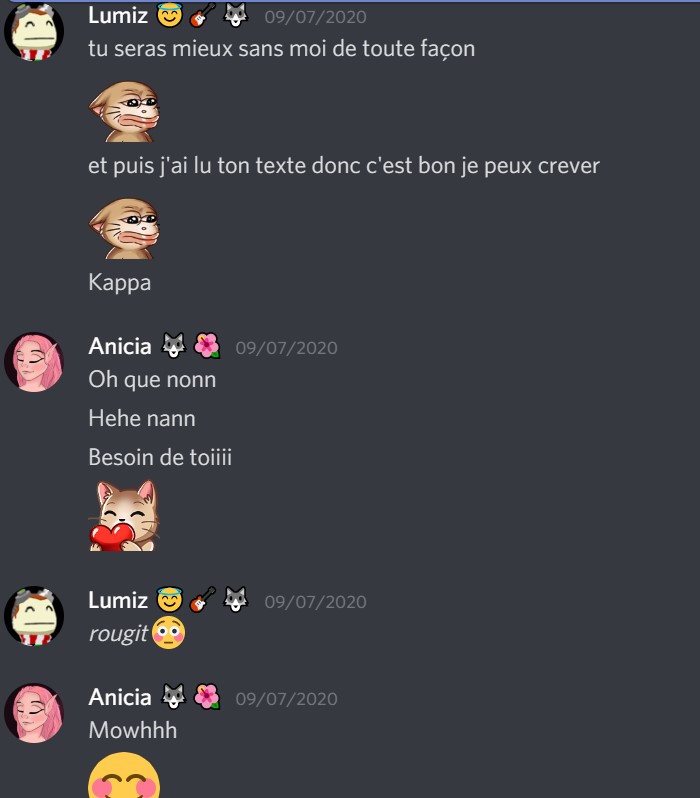 Lumiz 😇 🎸 🐺 09/07/2020
tu seras mieux sans moi de toute façon
et puis j'ai lu ton texte donc c'est bon je peux crever
Kappa
Anicia 🐺 🌺 09/07/2020
Oh que nonn
Hehe nann
Besoin de toiiii
Lumiz 😇 🎸 🐺 09/07/2020
rougit 😳
Anicia 🐺 🌺 09/07/2020
Mowhhh
😊